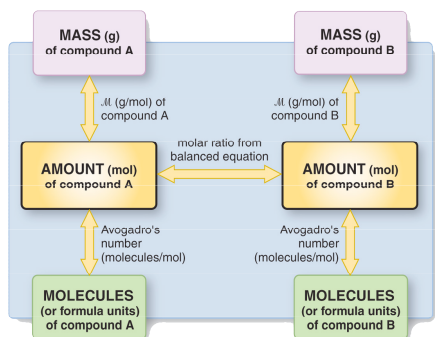 MASS (g)
of compound A
MASS (g)
of compound B
ℳ (g/mol) of
compound A
ℳ (g/mol) of
compound B
molar ratio from
balanced equation
AMOUNT (mol)
of compound A
AMOUNT (mol)
of compound B
Avogadro's
number
(molecules/mol)
Avogadro's
number
(molecules/mol)
MOLECULES
(or formula units)
of compound A
MOLECULES
(or formula units)
of compound B